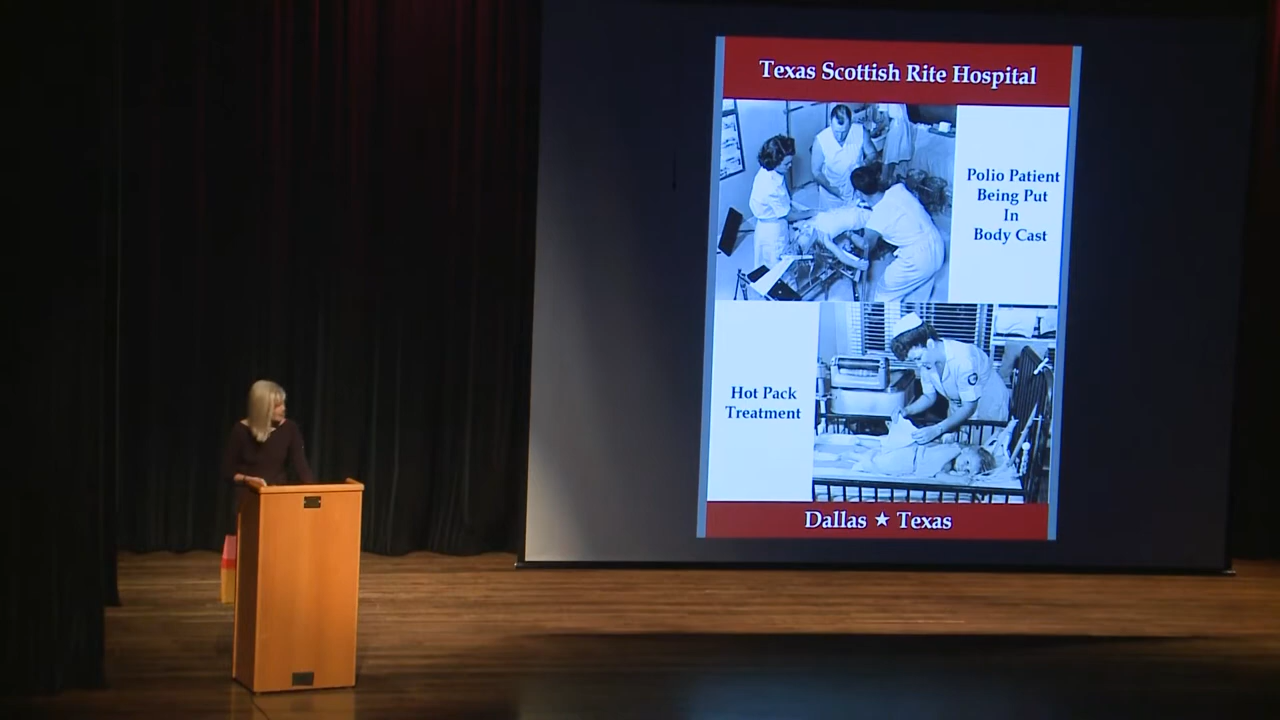 Texas Scottish Rite Hospital
Polio Patient
Being Put
In
Body Cast
Hot Pack
Treatment
Dallas ★ Texas